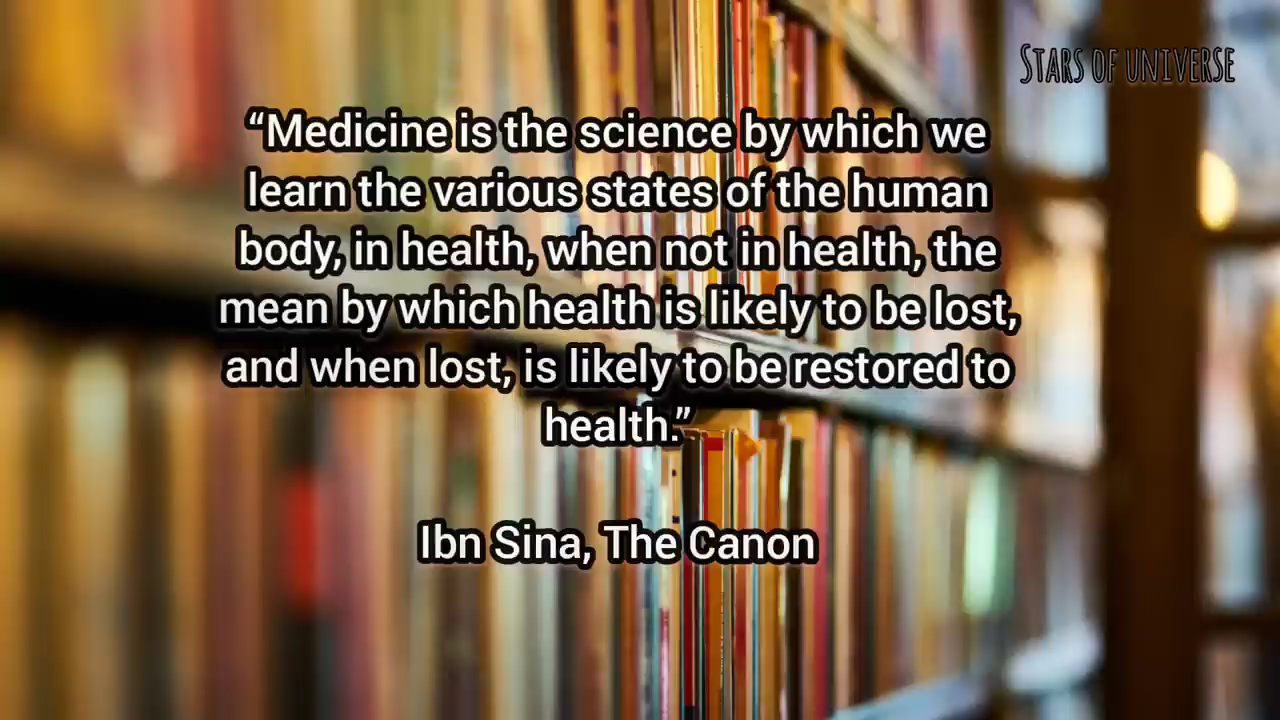 STARS OF UNIVERSE
“Medicine is the science by which we
learn the various states of the human
body, in health, when not in health, the
mean by which health is likely to be lost,
and when lost, is likely to be restored to
health.”
Ibn Sina, The Canon